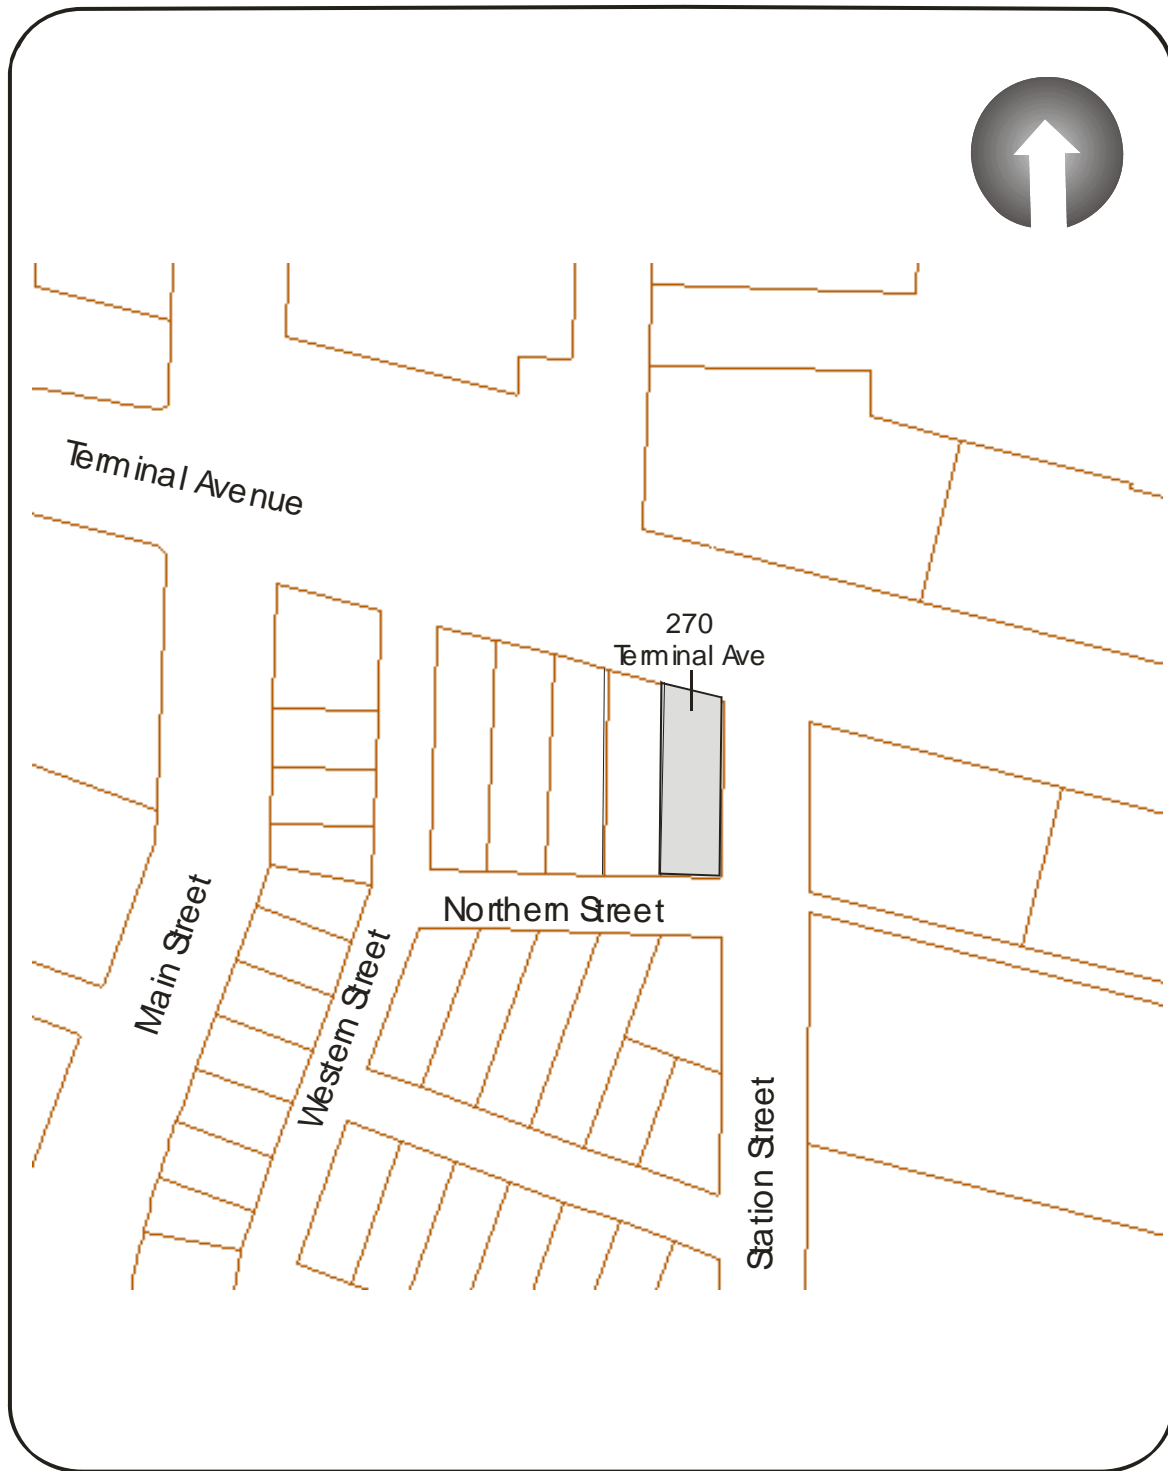 Terminal Avenue
270
Terminal Ave
Northern Street
Main Street
Western Street
Station Street